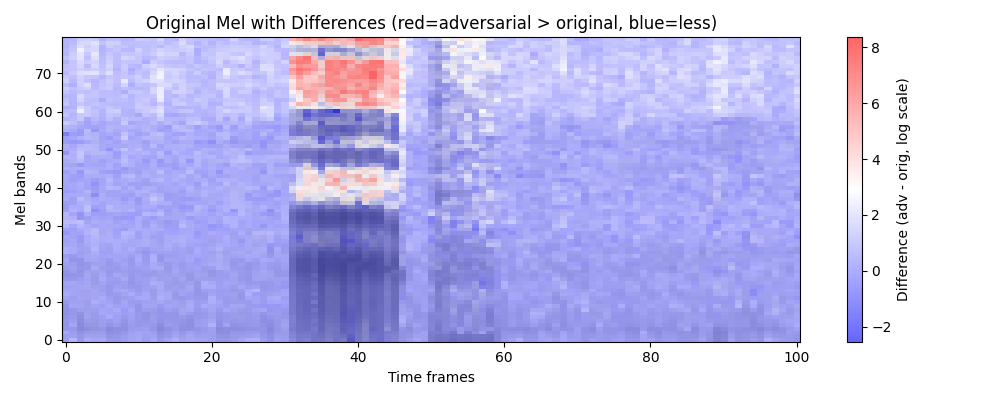 Original Mel with Differences (red=adversarial > original, blue=less)
Mel bands
70
60
50
40
30
20
10
0
0 20 40 60 80 100
Time frames
8
6
4
2
0
−2
Difference (adv - orig, log scale)